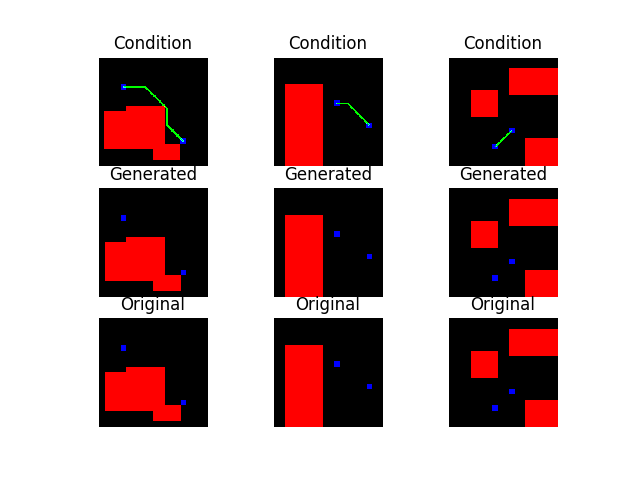 Condition Condition Condition
Generated Generated Generated
Original Original Original